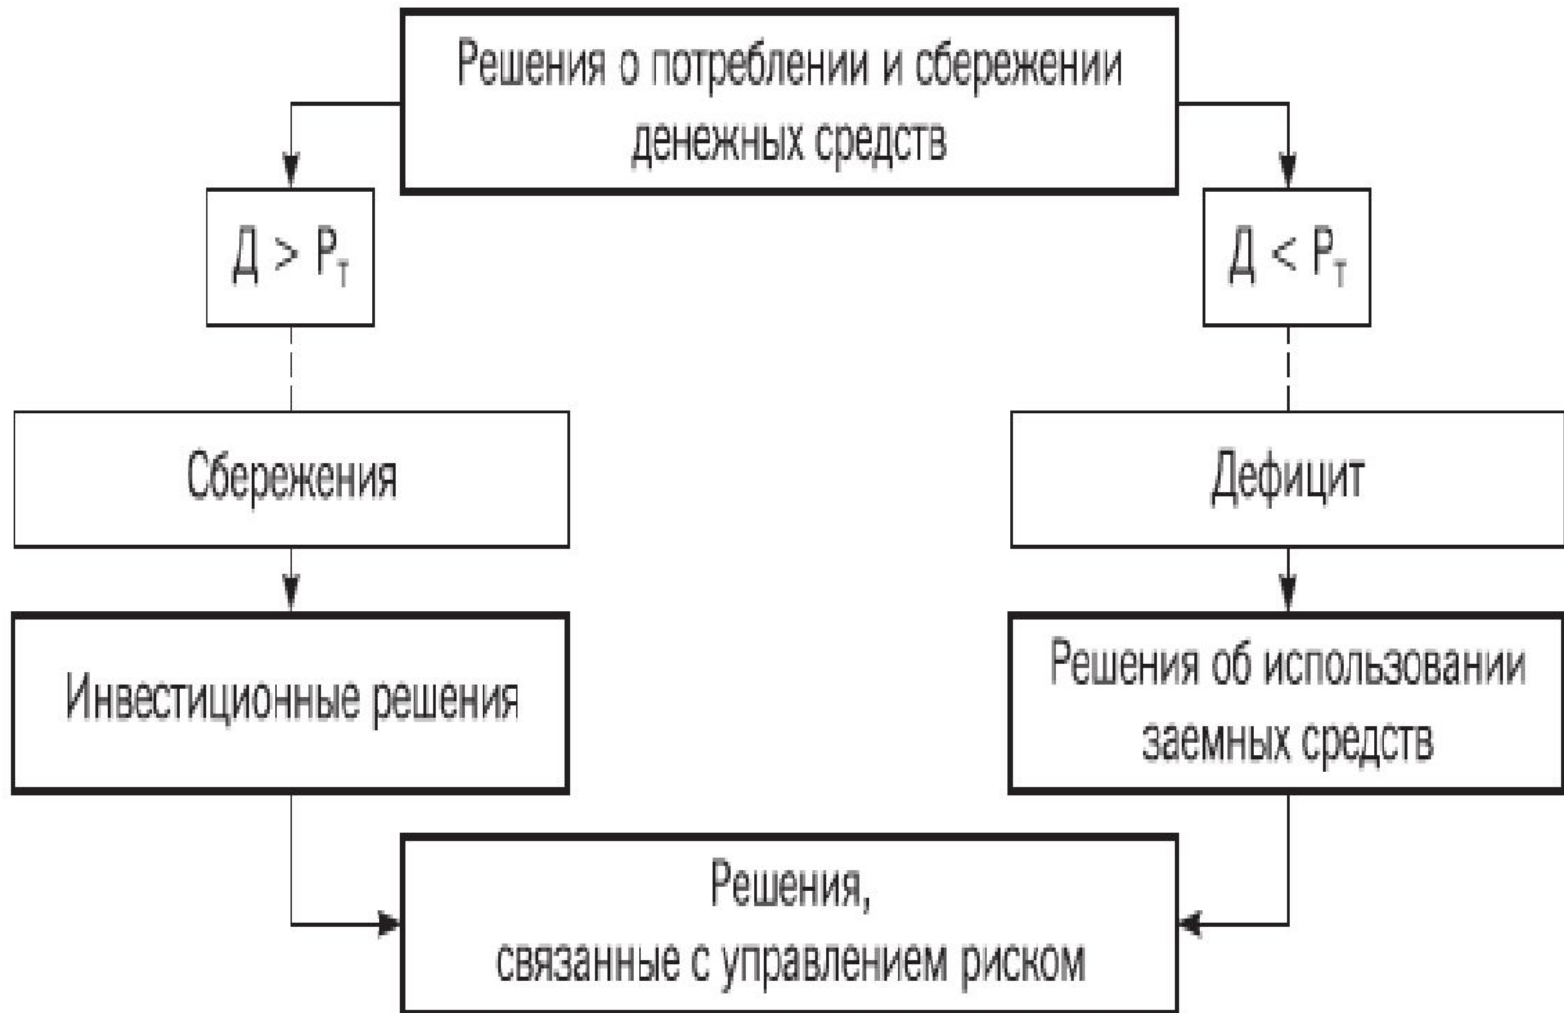 Решения о потреблении и сбережении
денежных средств
Д > Рт
Д < Рт
Сбережения
Дефицит
Инвестиционные решения
Решения об использовании
заемных средств
Решения,
связанные с управлением риском